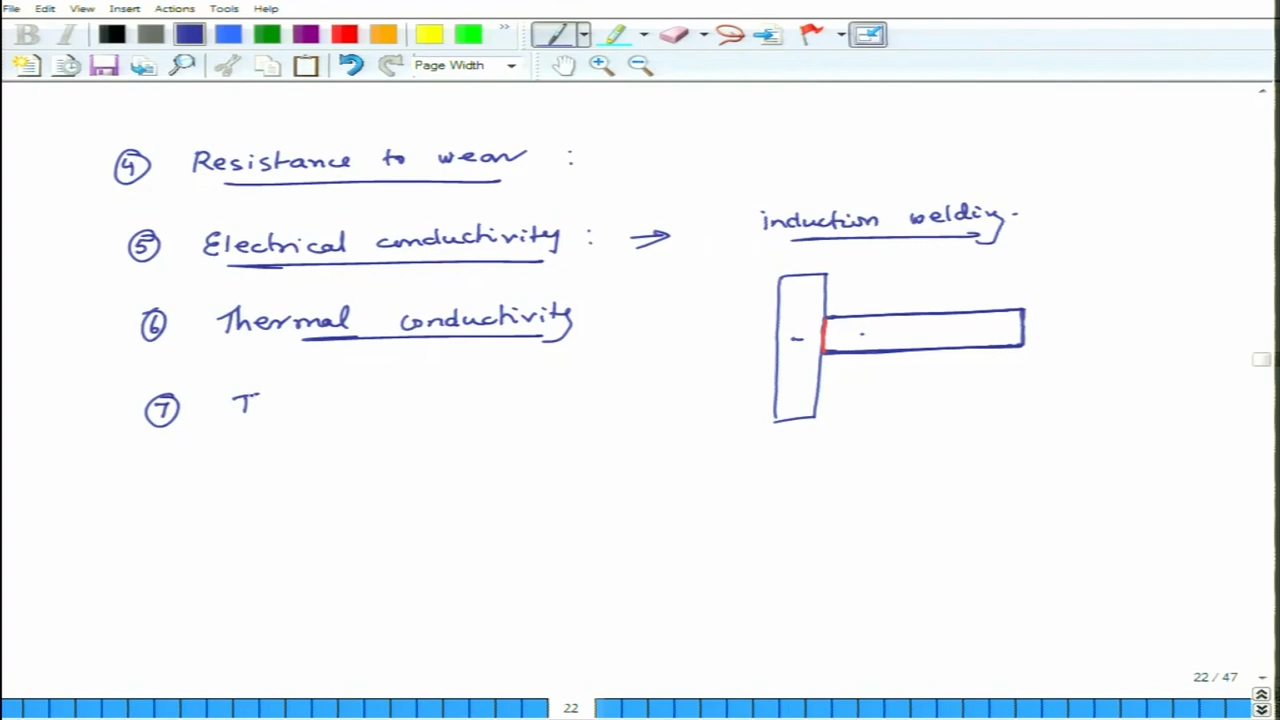 File Edit View Insert Actions Tools Help
B I
Page Width
④ Resistance to wear :
⑤ Electrical conductivity : ⇒ induction welding.
⑥ Thermal conductivity
⑦ T
22 / 47
22